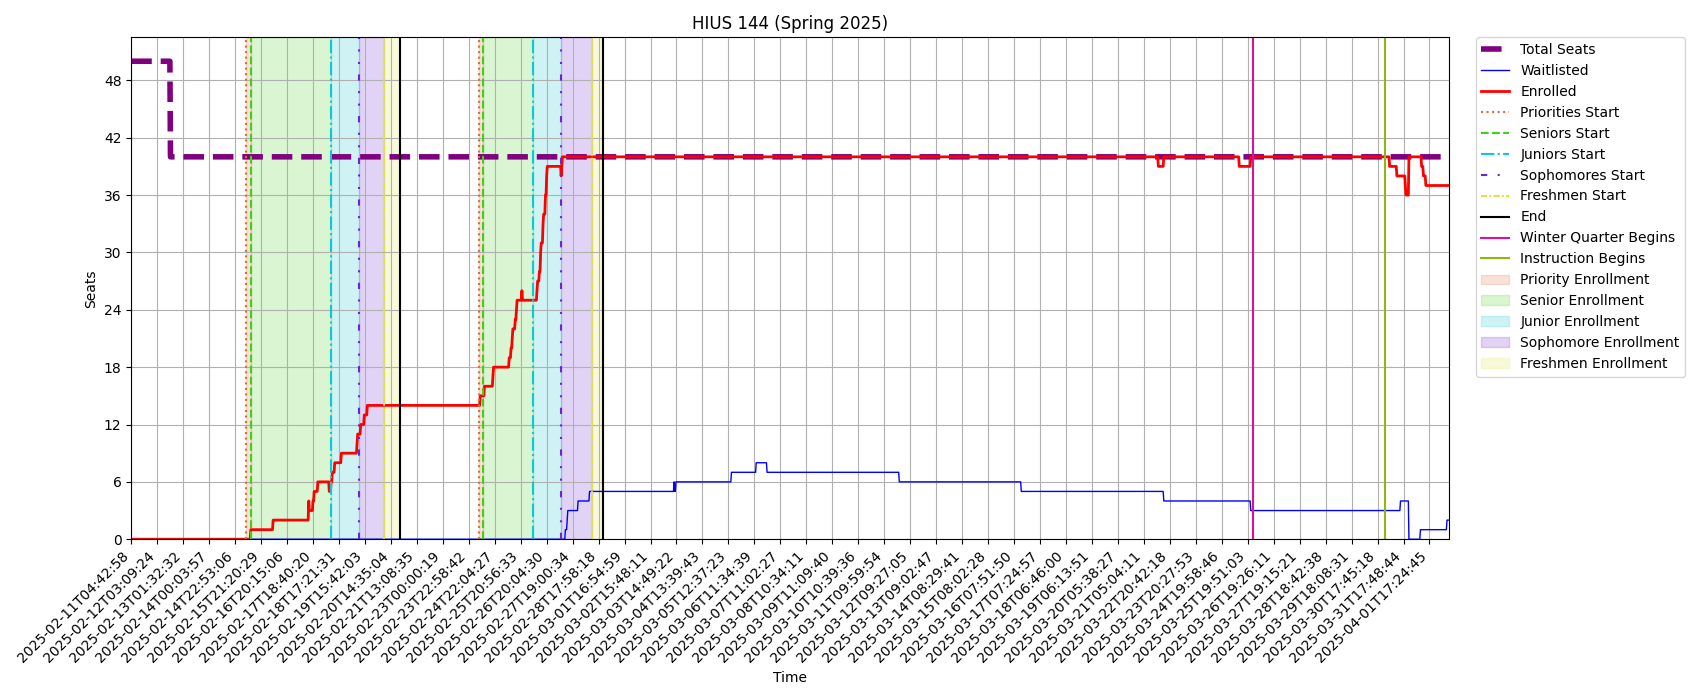 HIUS 144 (Spring 2025)
Seats
48
42
36
30
24
18
12
6
0
2025-02-11T04:42:58
2025-02-12T03:09:24
2025-02-13T01:32:32
2025-02-14T00:03:57
2025-02-14T22:53:06
2025-02-15T21:20:29
2025-02-16T20:15:06
2025-02-17T18:40:20
2025-02-18T17:21:31
2025-02-19T15:42:03
2025-02-20T14:35:04
2025-02-21T13:08:35
2025-02-23T00:00:19
2025-02-23T22:58:42
2025-02-24T22:04:27
2025-02-25T20:56:33
2025-02-26T20:04:30
2025-02-27T19:00:34
2025-02-28T17:58:18
2025-03-01T16:54:59
2025-03-02T15:48:11
2025-03-03T14:49:22
2025-03-04T13:39:43
2025-03-05T12:37:23
2025-03-06T11:34:39
2025-03-07T11:02:27
2025-03-08T10:34:11
2025-03-09T11:09:40
2025-03-10T10:39:36
2025-03-11T09:59:54
2025-03-12T09:27:05
2025-03-13T09:02:47
2025-03-14T08:29:41
2025-03-15T08:02:28
2025-03-16T07:51:50
2025-03-17T07:24:57
2025-03-18T06:46:00
2025-03-19T06:13:51
2025-03-20T05:38:27
2025-03-21T05:04:11
2025-03-22T20:42:18
2025-03-23T20:27:53
2025-03-24T19:58:46
2025-03-25T19:51:03
2025-03-26T19:26:11
2025-03-27T19:15:21
2025-03-28T18:42:38
2025-03-29T18:08:31
2025-03-30T17:45:18
2025-03-31T17:48:44
2025-04-01T17:24:45
Time
Total Seats
Waitlisted
Enrolled
Priorities Start
Seniors Start
Juniors Start
Sophomores Start
Freshmen Start
End
Winter Quarter Begins
Instruction Begins
Priority Enrollment
Senior Enrollment
Junior Enrollment
Sophomore Enrollment
Freshmen Enrollment